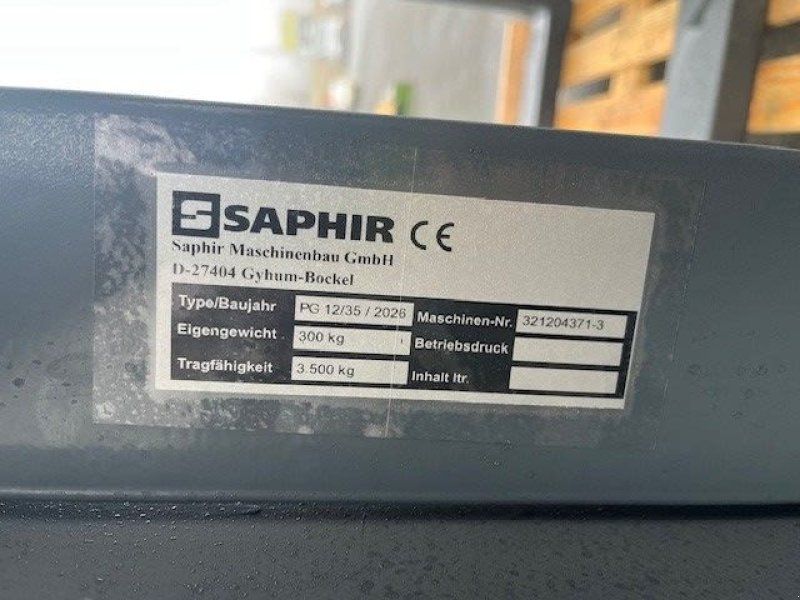 SAPHIR CE
Saphir Maschinenbau GmbH
D-27404 Gyhum-Bockel
Type/Baujahr PG 12/35 / 2026 Maschinen-Nr. 321204371-3
Eigengewicht 300 kg Betriebsdruck
Tragfähigkeit 3.500 kg Inhalt ltr.